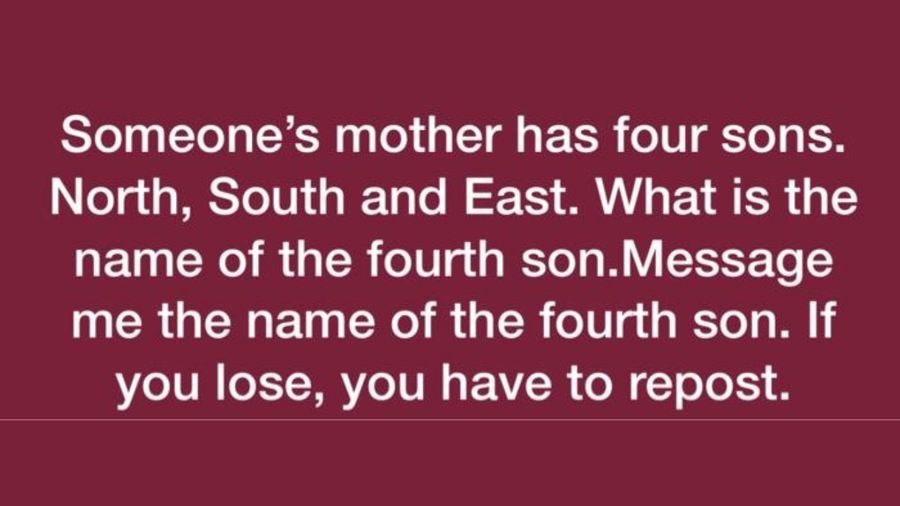 Someone’s mother has four sons.
North, South and East. What is the
name of the fourth son.Message
me the name of the fourth son. If
you lose, you have to repost.